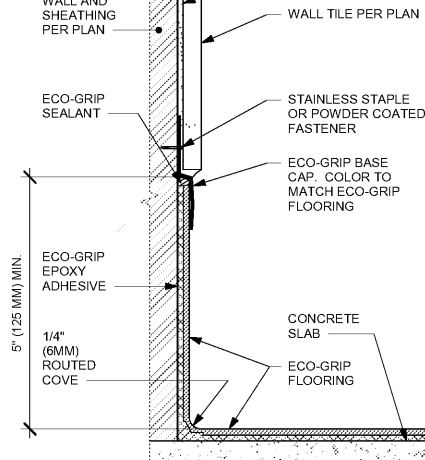 WALL AND
SHEATHING
PER PLAN
WALL TILE PER PLAN
ECO-GRIP
SEALANT
STAINLESS STAPLE
OR POWDER COATED
FASTENER
ECO-GRIP BASE
CAP. COLOR TO
MATCH ECO-GRIP
FLOORING
5" (125 MM) MIN.
ECO-GRIP
EPOXY
ADHESIVE
1/4"
(6MM)
ROUTED
COVE
CONCRETE
SLAB
ECO-GRIP
FLOORING